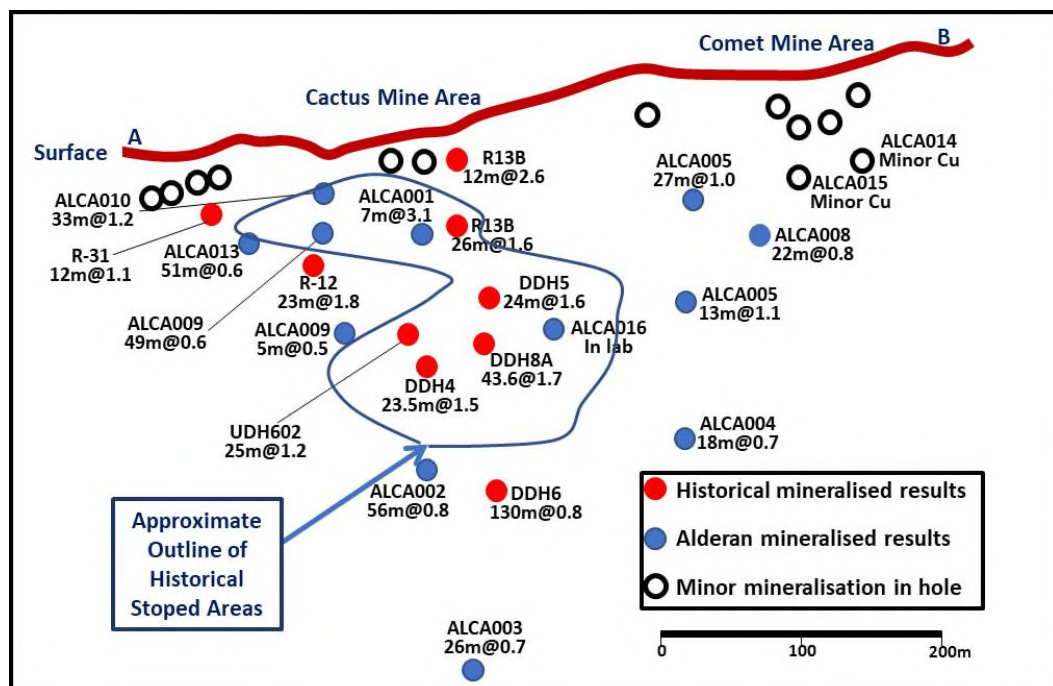 Comet Mine Area
B
Cactus Mine Area
A
Surface
R13B
12m@2.6
ALCA005
27m@1.0
ALCA014
Minor Cu
ALCA015
Minor Cu
ALCA010
33m@1.2
ALCA001
7m@3.1
R13B
26m@1.6
ALCA008
22m@0.8
R-31
12m@1.1
ALCA013
51m@0.6
R-12
23m@1.8
DDH5
24m@1.6
ALCA005
13m@1.1
ALCA009
49m@0.6
ALCA009
5m@0.5
ALCA016
In lab
DDH8A
43.6@1.7
DDH4
23.5m@1.5
UDH602
25m@1.2
ALCA004
18m@0.7
ALCA002
56m@0.8
DDH6
130m@0.8
Approximate
Outline of
Historical
Stoped Areas
Historical mineralised results
Alderan mineralised results
Minor mineralisation in hole
ALCA003
26m@0.7
0
100
200m